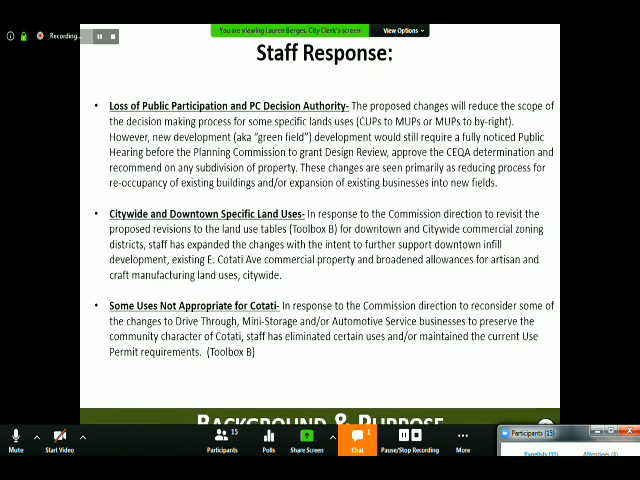 You are viewing Lauren Berges, City Clerk's screen
View Options
Recording...
Staff Response:
• Loss of Public Participation and PC Decision Authority- The proposed changes will reduce the scope of
the decision making process for some specific lands uses (CUPs to MUPs or MUPs to by-right).
However, new development (aka "green field") development would still require a fully noticed Public
Hearing before the Planning Commission to grant Design Review, approve the CEQA determination and
recommend on any subdivision of property. These changes are seen primarily as reducing process for
re-occupancy of existing buildings and/or expansion of existing businesses into new fields.
• Citywide and Downtown Specific Land Uses- In response to the Commission direction to revisit the
proposed revisions to the land use tables (Toolbox B) for downtown and Citywide commercial zoning
districts, staff has expanded the changes with the intent to further support downtown infill
development, existing E. Cotati Ave commercial property and broadened allowances for artisan and
craft manufacturing land uses, citywide.
• Some Uses Not Appropriate for Cotati- In response to the Commission direction to reconsider some of
the changes to Drive Through, Mini-Storage and/or Automotive Service businesses to preserve the
community character of Cotati, staff has eliminated certain uses and/or maintained the current Use
Permit requirements. (Toolbox B)
BACKGROUND & PURPOSE
Participants (15)
15
1
Mute
Start Video
Participants
Polls
Share Screen
Chat
Pause/Stop Recording
More
Panelists (11)
Attendees (4)